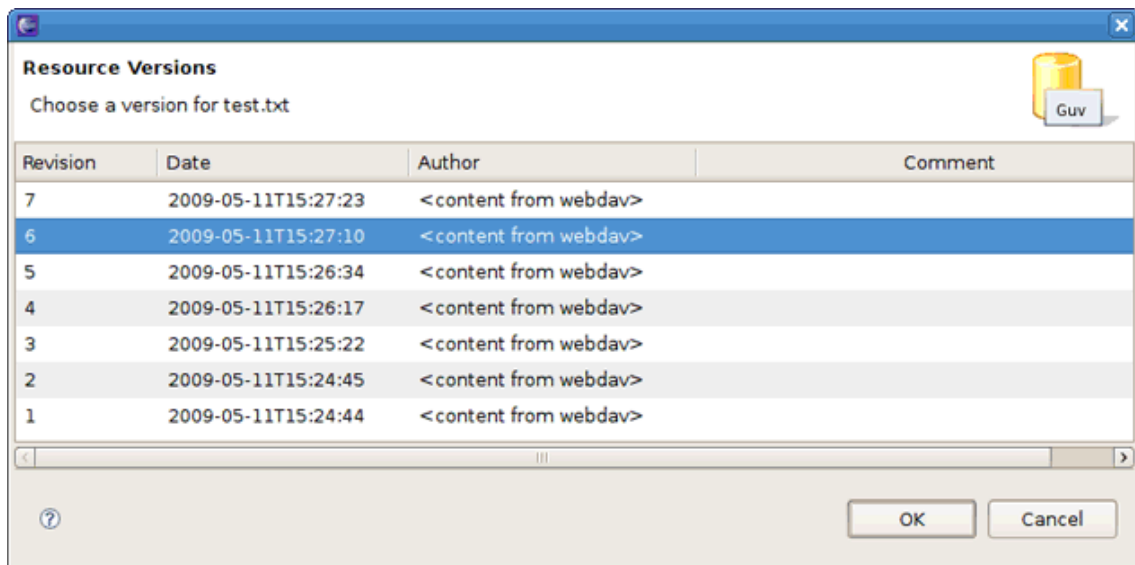 Resource Versions
Choose a version for test.txt
Guv
Revision Date Author Comment
7 2009-05-11T15:27:23 <content from webdav>
6 2009-05-11T15:27:10 <content from webdav>
5 2009-05-11T15:26:34 <content from webdav>
4 2009-05-11T15:26:17 <content from webdav>
3 2009-05-11T15:25:22 <content from webdav>
2 2009-05-11T15:24:45 <content from webdav>
1 2009-05-11T15:24:44 <content from webdav>
OK Cancel